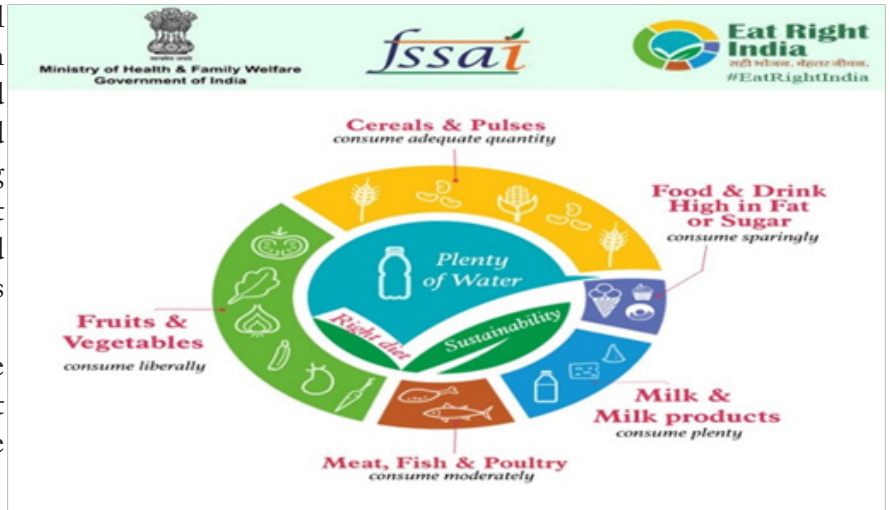 Ministry of Health & Family Welfare
Government of India
fssai
Eat Right
India
सही भोजन. बेहतर जीवन.
#EatRightIndia
Cereals & Pulses
consume adequate quantity
Food & Drink
High in Fat
or Sugar
consume sparingly
Plenty
of Water
Right diet
Sustainability
Fruits &
Vegetables
consume liberally
Milk &
Milk products
consume plenty
Meat, Fish & Poultry
consume moderately